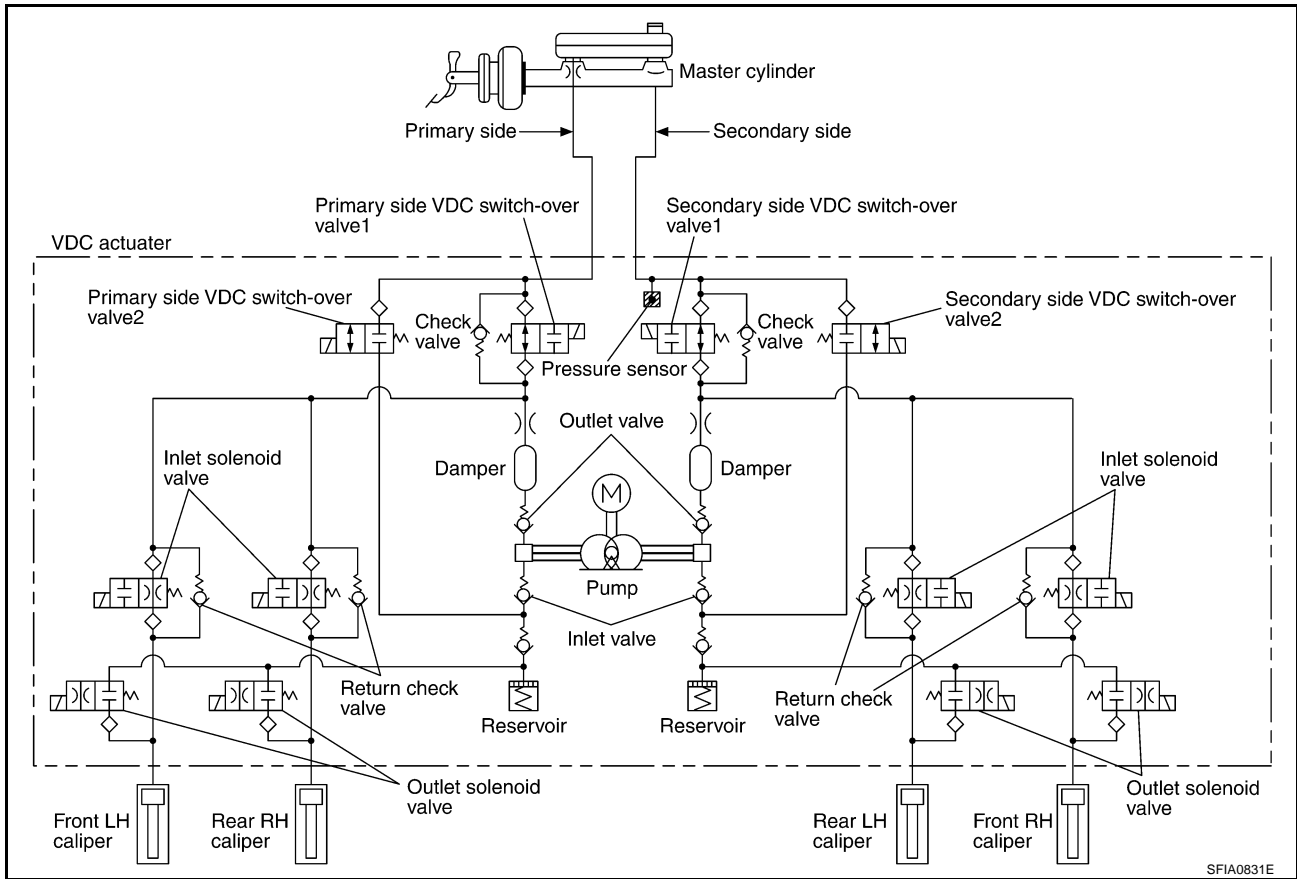 Master cylinder
Primary side
Secondary side
Primary side VDC switch-over
valve1
Secondary side VDC switch-over
valve1
VDC actuater
Primary side VDC switch-over
valve2
Check
valve
Check
valve
Secondary side VDC switch-over
valve2
Pressure sensor
Outlet valve
Inlet solenoid
valve
Damper
M
Damper
Inlet solenoid
valve
Pump
Inlet valve
Return check
valve
Reservoir
Reservoir
Return check
valve
Outlet solenoid
valve
Outlet solenoid
valve
Front LH
caliper
Rear RH
caliper
Rear LH
caliper
Front RH
caliper
SFIA0831E